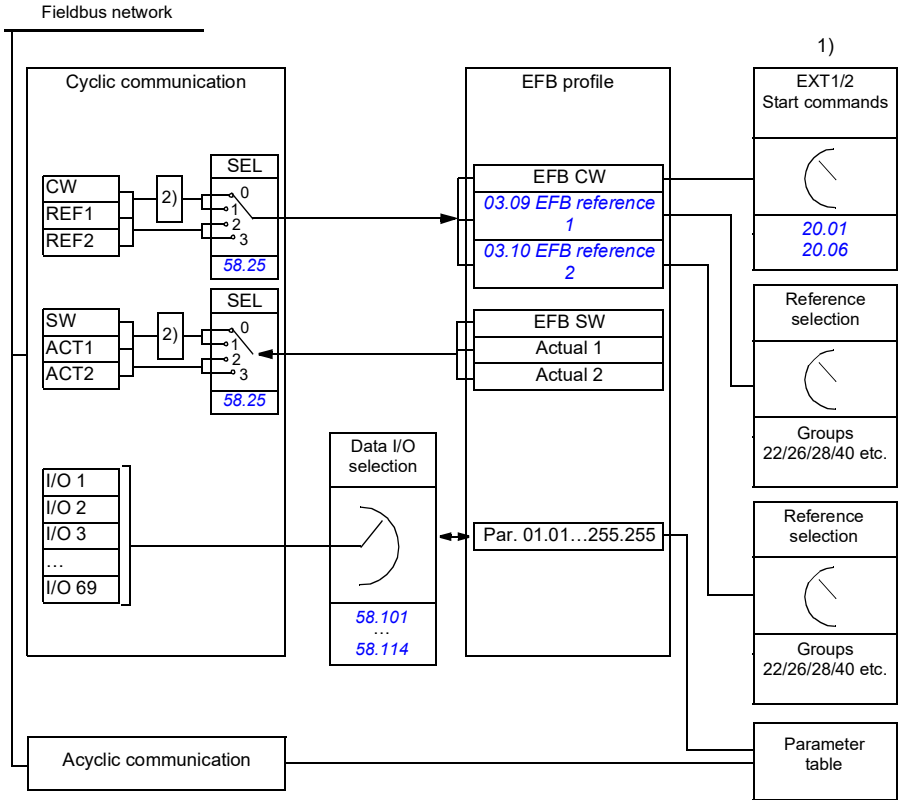 Fieldbus network
1)
Cyclic communication
CW
REF1
REF2
2)
SEL
0
1
2
3
58.25
SW
ACT1
ACT2
2)
SEL
0
1
2
3
58.25
I/O 1
I/O 2
I/O 3
...
I/O 69
Data I/O
selection
58.101
...
58.114
EFB profile
EFB CW
03.09 EFB reference
1
03.10 EFB reference
2
EFB SW
Actual 1
Actual 2
Par. 01.01…255.255
EXT1/2
Start commands
20.01
20.06
Reference
selection
Groups
22/26/28/40 etc.
Reference
selection
Groups
22/26/28/40 etc.
Acyclic communication
Parameter
table